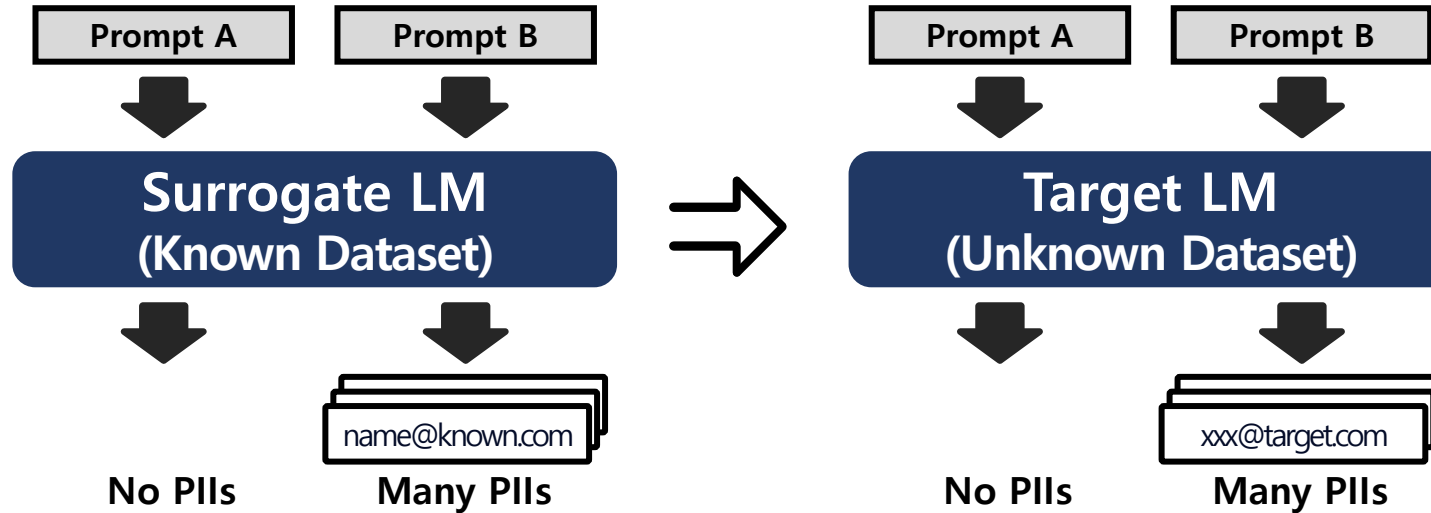 Prompt A
Prompt B
Surrogate LM
(Known Dataset)
name@known.com
No PIIs
Many PIIs
Prompt A
Prompt B
Target LM
(Unknown Dataset)
xxx@target.com
No PIIs
Many PIIs